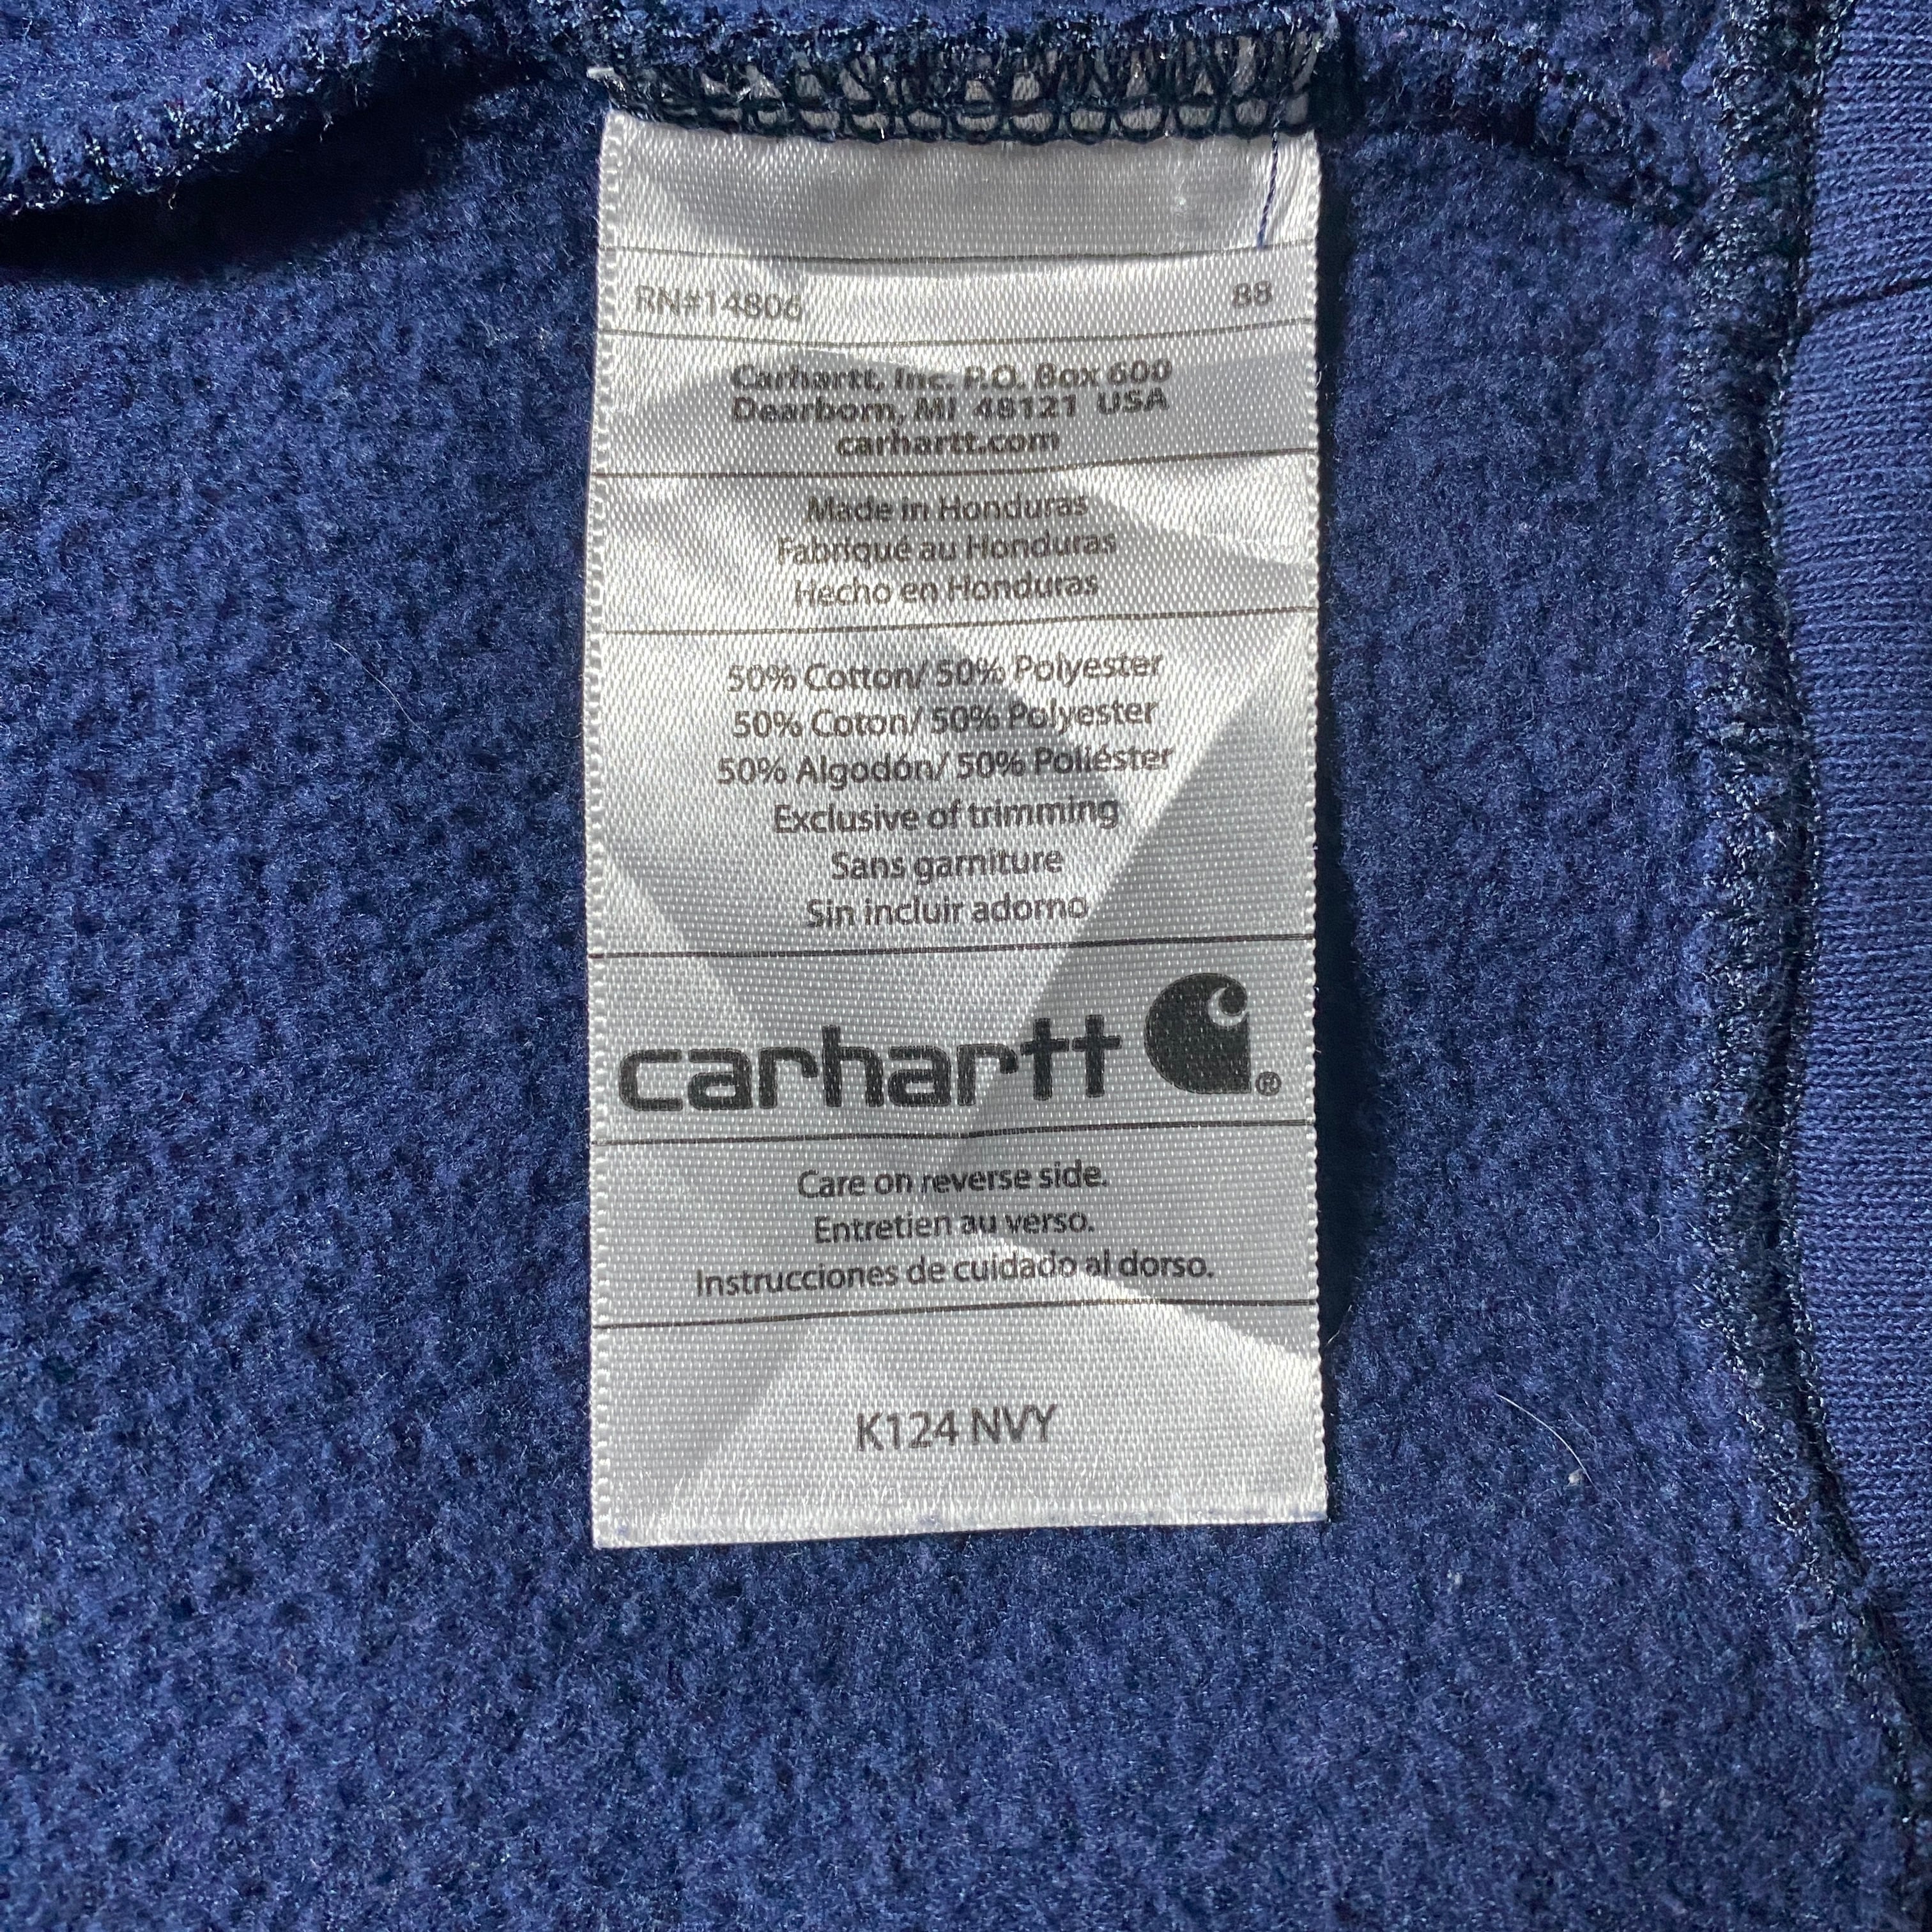 RN#14806 88
Carhartt, Inc. P.O. Box 600
Dearborn, MI 48121 USA
carhartt.com
Made in Honduras
Fabriqué au Honduras
Hecho en Honduras
50% Cotton/ 50% Polyester
50% Coton/ 50% Polyester
50% Algodón/ 50% Poliéster
Exclusive of trimming
Sans garniture
Sin incluir adorno
carhartt ®
Care on reverse side.
Entretien au verso.
Instrucciones de cuidado al dorso.
K124 NVY